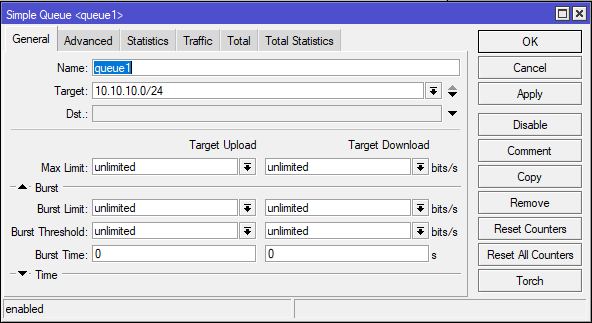 Simple Queue <queue1>
General Advanced Statistics Traffic Total Total Statistics
Name: queue1
Target: 10.10.10.0/24
Dst.:
Target Upload Target Download
Max Limit: unlimited unlimited bits/s
Burst
Burst Limit: unlimited unlimited bits/s
Burst Threshold: unlimited unlimited bits/s
Burst Time: 0 0 s
Time
OK
Cancel
Apply
Disable
Comment
Copy
Remove
Reset Counters
Reset All Counters
Torch
enabled